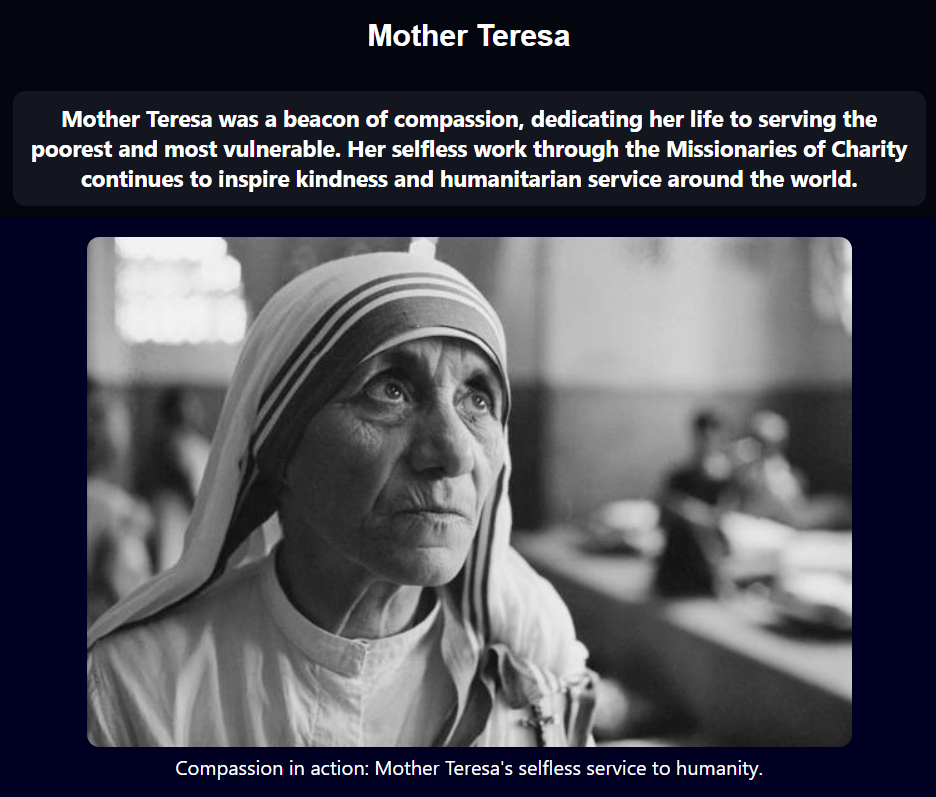 Mother Teresa
Mother Teresa was a beacon of compassion, dedicating her life to serving the
poorest and most vulnerable. Her selfless work through the Missionaries of Charity
continues to inspire kindness and humanitarian service around the world.
Compassion in action: Mother Teresa's selfless service to humanity.